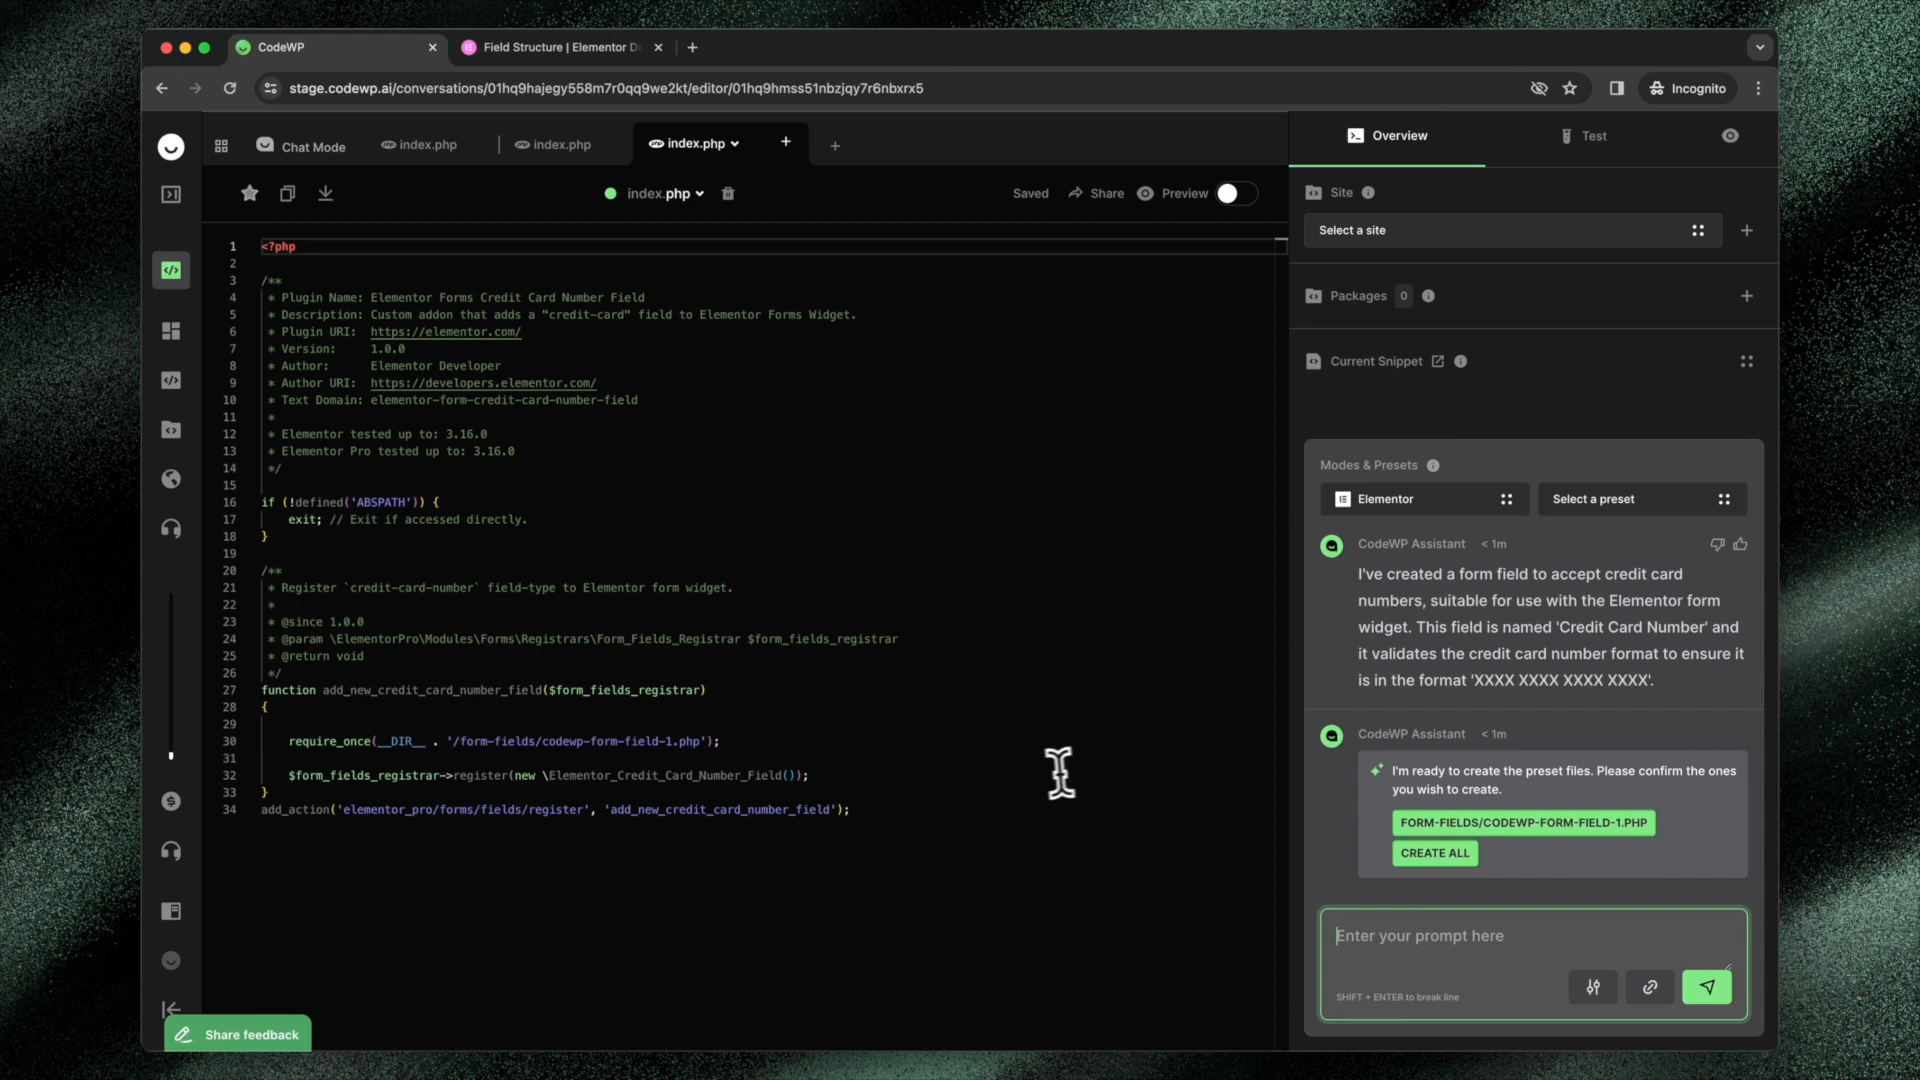 CodeWP
Field Structure | Elementor D
stage.codewp.ai/conversations/01hq9hajegy558m7r0qq9we2kt/editor/01hq9hmss51nbzjqy7r6nbxrx5
Incognito
Chat Mode
index.php
index.php
index.php
Overview
Test
index.php
Saved
Share
Preview
Site
Select a site
Packages 0
Current Snippet
1 <?php
2
3 /**
4 * Plugin Name: Elementor Forms Credit Card Number Field
5 * Description: Custom addon that adds a "credit-card" field to Elementor Forms Widget.
6 * Plugin URI: https://elementor.com/
7 * Version: 1.0.0
8 * Author: Elementor Developer
9 * Author URI: https://developers.elementor.com/
10 * Text Domain: elementor-form-credit-card-number-field
11 *
12 * Elementor tested up to: 3.16.0
13 * Elementor Pro tested up to: 3.16.0
14 */
15
16 if (!defined('ABSPATH')) {
17 exit; // Exit if accessed directly.
18 }
19
20 /**
21 * Register `credit-card-number` field-type to Elementor form widget.
22 *
23 * @since 1.0.0
24 * @param \ElementorPro\Modules\Forms\Registrars\Form_Fields_Registrar $form_fields_registrar
25 * @return void
26 */
27 function add_new_credit_card_number_field($form_fields_registrar)
28 {
29
30 require_once(__DIR__ . '/form-fields/codewp-form-field-1.php');
31
32 $form_fields_registrar->register(new \Elementor_Credit_Card_Number_Field());
33 }
34 add_action('elementor_pro/forms/fields/register', 'add_new_credit_card_number_field');
Modes & Presets
Elementor
Select a preset
CodeWP Assistant < 1m
I've created a form field to accept credit card
numbers, suitable for use with the Elementor form
widget. This field is named 'Credit Card Number' and
it validates the credit card number format to ensure it
is in the format 'XXXX XXXX XXXX XXXX'.
CodeWP Assistant < 1m
I'm ready to create the preset files. Please confirm the ones
you wish to create.
FORM-FIELDS/CODEWP-FORM-FIELD-1.PHP
CREATE ALL
Enter your prompt here
SHIFT + ENTER to break line
Share feedback